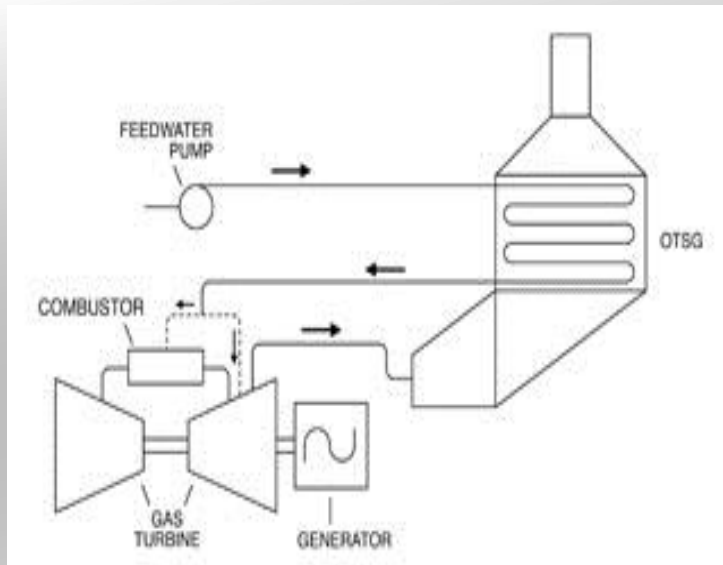 FEEDWATER
PUMP
OTSG
COMBUSTOR
GAS
TURBINE
GENERATOR